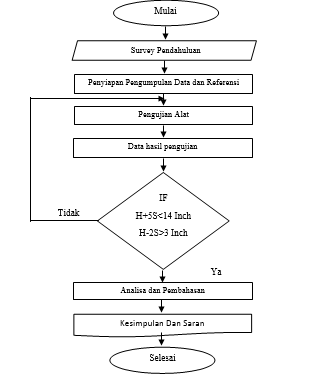 Mulai
Survey Pendahuluan
Penyiapan Pengumpulan Data dan Referensi
Pengujian Alat
Data hasil pengujian
IF
H+5S<14 Inch
H-2S>3 Inch
Tidak
Ya
Analisa dan Pembahasan
Kesimpulan Dan Saran
Selesai